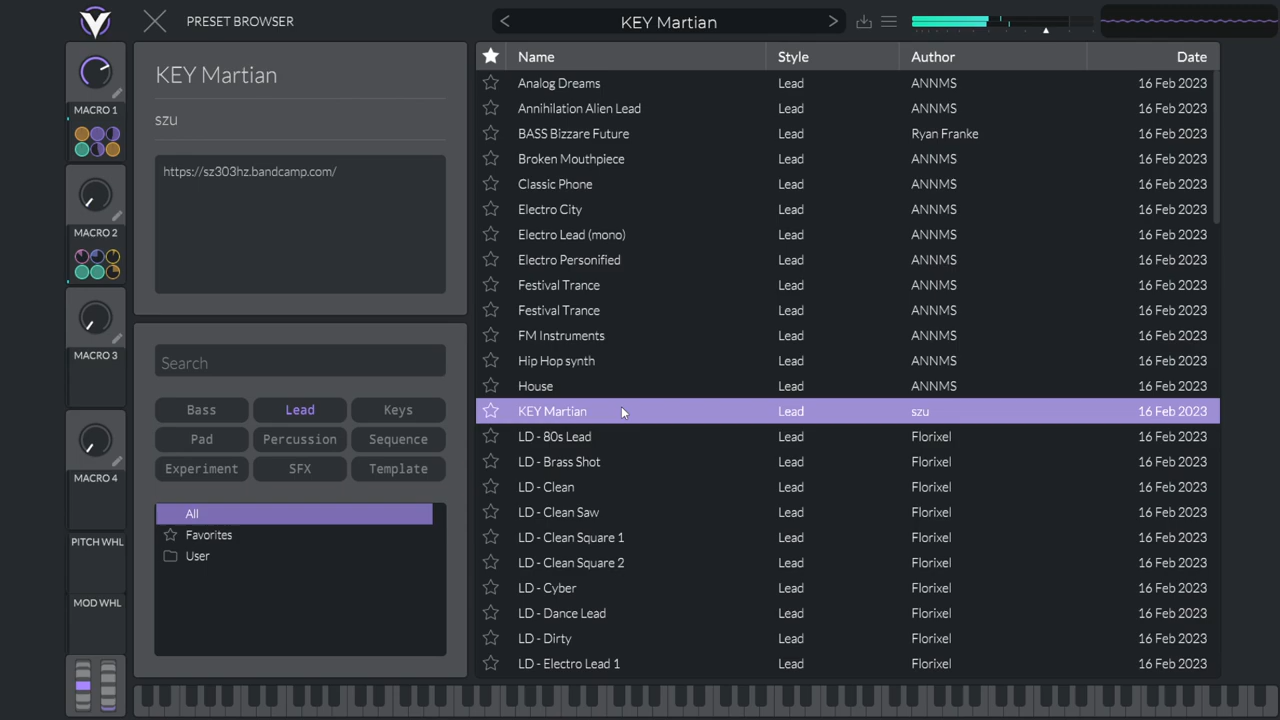 PRESET BROWSER
KEY Martian
MACRO 1
MACRO 2
MACRO 3
MACRO 4
PITCH WHL
MOD WHL
KEY Martian
szu
https://sz303hz.bandcamp.com/
Search
Bass Lead Keys
Pad Percussion Sequence
Experiment SFX Template
All
Favorites
User
Name Style Author Date
Analog Dreams Lead ANNMS 16 Feb 2023
Annihilation Alien Lead Lead ANNMS 16 Feb 2023
BASS Bizzare Future Lead Ryan Franke 16 Feb 2023
Broken Mouthpiece Lead ANNMS 16 Feb 2023
Classic Phone Lead ANNMS 16 Feb 2023
Electro City Lead ANNMS 16 Feb 2023
Electro Lead (mono) Lead ANNMS 16 Feb 2023
Electro Personified Lead ANNMS 16 Feb 2023
Festival Trance Lead ANNMS 16 Feb 2023
Festival Trance Lead ANNMS 16 Feb 2023
FM Instruments Lead ANNMS 16 Feb 2023
Hip Hop synth Lead ANNMS 16 Feb 2023
House Lead ANNMS 16 Feb 2023
KEY Martian Lead szu 16 Feb 2023
LD - 80s Lead Lead Florixel 16 Feb 2023
LD - Brass Shot Lead Florixel 16 Feb 2023
LD - Clean Lead Florixel 16 Feb 2023
LD - Clean Saw Lead Florixel 16 Feb 2023
LD - Clean Square 1 Lead Florixel 16 Feb 2023
LD - Clean Square 2 Lead Florixel 16 Feb 2023
LD - Cyber Lead Florixel 16 Feb 2023
LD - Dance Lead Lead Florixel 16 Feb 2023
LD - Dirty Lead Florixel 16 Feb 2023
LD - Electro Lead 1 Lead Florixel 16 Feb 2023